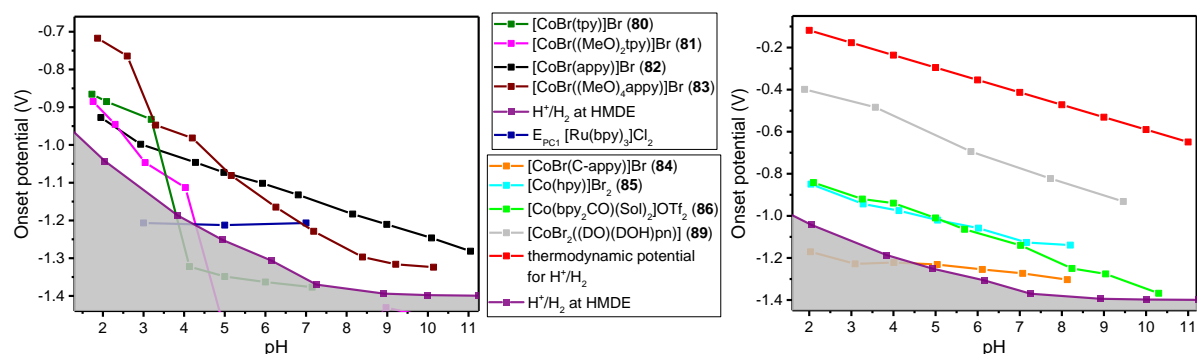 -0.7
-0.8
-0.9
-1.0
-1.1
-1.2
-1.3
-1.4
Onset potential (V)
2 3 4 5 6 7 8 9 10 11
pH
[CoBr(tpy)]Br (80)
[CoBr((MeO)₂tpy)]Br (81)
[CoBr(appy)]Br (82)
[CoBr((MeO)₄appy)]Br (83)
H⁺/H₂ at HMDE
E_PC1 [Ru(bpy)₃]Cl₂
[CoBr(C-appy)]Br (84)
[Co(hpy)]Br₂ (85)
[Co(bpy₂CO)(Sol)₂]OTf₂ (86)
[CoBr₂((DO)(DOH)pn)] (89)
thermodynamic potential
for H⁺/H₂
H⁺/H₂ at HMDE
-0.2
-0.4
-0.6
-0.8
-1.0
-1.2
-1.4
Onset potential (V)
2 3 4 5 6 7 8 9 10 11
pH